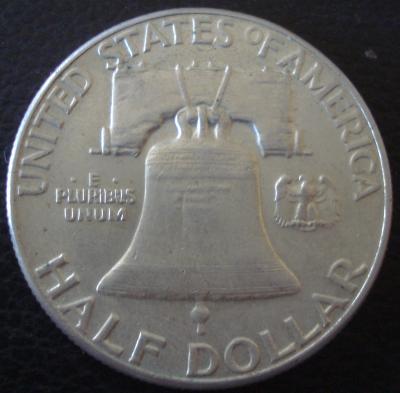 UNITED STATES OF AMERICA
· E ·
PLURIBUS
UNUM
HALF DOLLAR